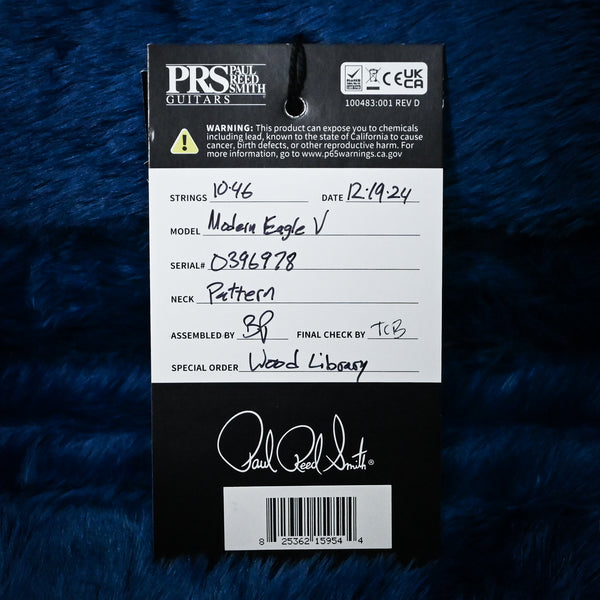 PRS PAUL REED SMITH
GUITARS
UK CA
100483:001 REV D
WARNING: This product can expose you to chemicals
including lead, known to the state of California to cause
cancer, birth defects, or other reproductive harm. For
more information, go to www.p65warnings.ca.gov
STRINGS 10-46 DATE 12-19-24
MODEL Modern Eagle V
SERIAL# 0396978
NECK Pattern
ASSEMBLED BY BP FINAL CHECK BY TCB
SPECIAL ORDER Wood Library
Paul Reed Smith®
8 25362 15954 4